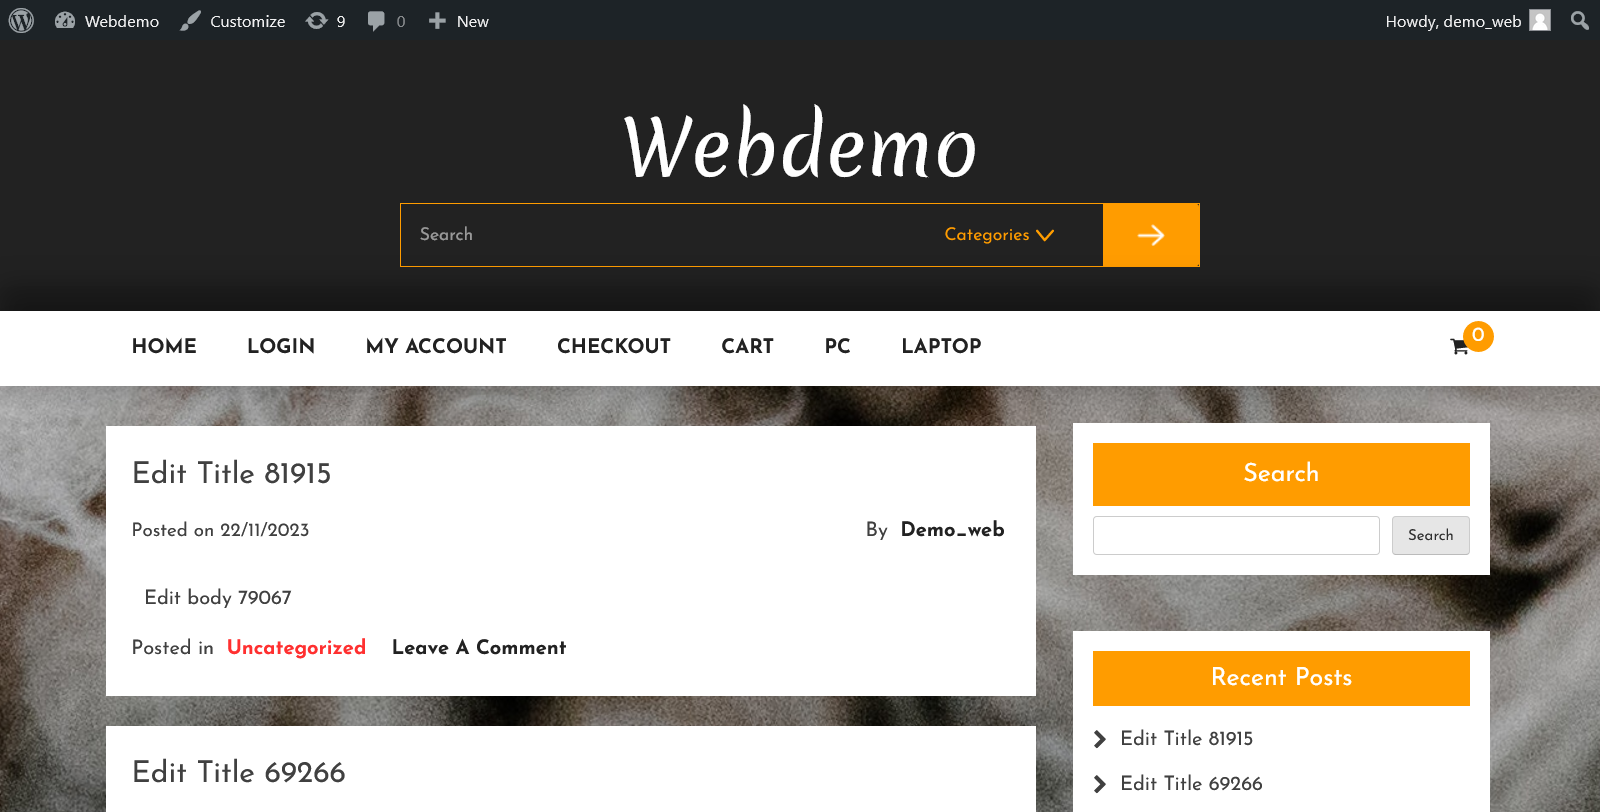 Webdemo Customize 9 0 New Howdy, demo_web
Webdemo
Search Categories
HOME LOGIN MY ACCOUNT CHECKOUT CART PC LAPTOP 0
Edit Title 81915
Posted on 22/11/2023 By Demo_web
Edit body 79067
Posted in Uncategorized Leave A Comment
Edit Title 69266
Search
Search
Recent Posts
Edit Title 81915
Edit Title 69266